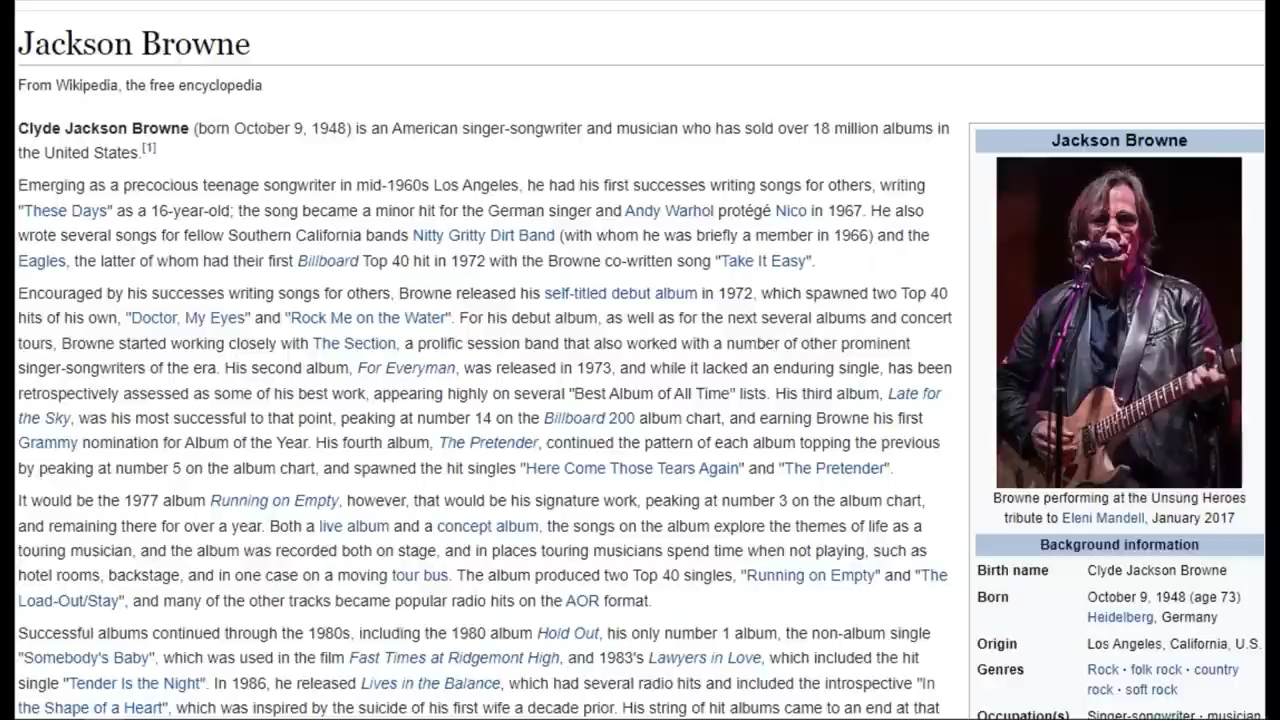 Jackson Browne
From Wikipedia, the free encyclopedia
Clyde Jackson Browne (born October 9, 1948) is an American singer-songwriter and musician who has sold over 18 million albums in
the United States.[1]
Emerging as a precocious teenage songwriter in mid-1960s Los Angeles, he had his first successes writing songs for others, writing
"These Days" as a 16-year-old; the song became a minor hit for the German singer and Andy Warhol protégé Nico in 1967. He also
wrote several songs for fellow Southern California bands Nitty Gritty Dirt Band (with whom he was briefly a member in 1966) and the
Eagles, the latter of whom had their first Billboard Top 40 hit in 1972 with the Browne co-written song "Take It Easy".
Encouraged by his successes writing songs for others, Browne released his self-titled debut album in 1972, which spawned two Top 40
hits of his own, "Doctor, My Eyes" and "Rock Me on the Water". For his debut album, as well as for the next several albums and concert
tours, Browne started working closely with The Section, a prolific session band that also worked with a number of other prominent
singer-songwriters of the era. His second album, For Everyman, was released in 1973, and while it lacked an enduring single, has been
retrospectively assessed as some of his best work, appearing highly on several "Best Album of All Time" lists. His third album, Late for
the Sky, was his most successful to that point, peaking at number 14 on the Billboard 200 album chart, and earning Browne his first
Grammy nomination for Album of the Year. His fourth album, The Pretender, continued the pattern of each album topping the previous
by peaking at number 5 on the album chart, and spawned the hit singles "Here Come Those Tears Again" and "The Pretender".
It would be the 1977 album Running on Empty, however, that would be his signature work, peaking at number 3 on the album chart,
and remaining there for over a year. Both a live album and a concept album, the songs on the album explore the themes of life as a
touring musician, and the album was recorded both on stage, and in places touring musicians spend time when not playing, such as
hotel rooms, backstage, and in one case on a moving tour bus. The album produced two Top 40 singles, "Running on Empty" and "The
Load-Out/Stay", and many of the other tracks became popular radio hits on the AOR format.
Successful albums continued through the 1980s, including the 1980 album Hold Out, his only number 1 album, the non-album single
"Somebody's Baby", which was used in the film Fast Times at Ridgemont High, and 1983's Lawyers in Love, which included the hit
single "Tender Is the Night". In 1986, he released Lives in the Balance, which had several radio hits and included the introspective "In
the Shape of a Heart", which was inspired by the suicide of his first wife a decade prior. His string of hit albums came to an end at that
Jackson Browne
Browne performing at the Unsung Heroes
tribute to Eleni Mandell, January 2017
Background information
Birth name Clyde Jackson Browne
Born October 9, 1948 (age 73)
Heidelberg, Germany
Origin Los Angeles, California, U.S.
Genres Rock · folk rock · country
rock · soft rock
Occupation(s) Singer-songwriter · musician